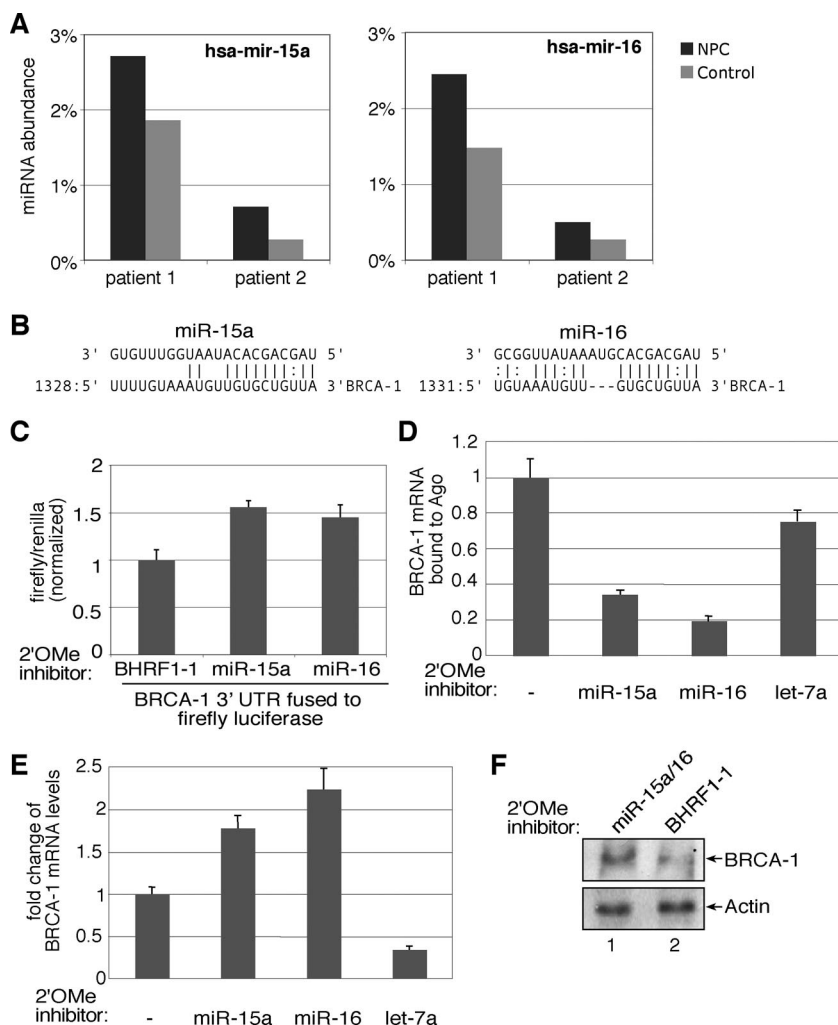 A
hsa-mir-15a
hsa-mir-16
NPC
Control
miRNA abundance
3%
2%
1%
0%
patient 1
patient 2
3%
2%
1%
0%
patient 1
patient 2
B
miR-15a
3' GUGUUUGGUAAUACACGACGAU 5'
1328:5' UUUUGUAAAUGUUGUGCUGUUA 3'BRCA-1
miR-16
3' GCGGUUAUAAAUGCACGACGAU 5'
1331:5' UGUAAAUGUU---GUGCUGUUA 3'BRCA-1
C
firefly/renilla
(normalized)
2
1.5
1
0.5
0
2'OMe
inhibitor:
BHRF1-1 miR-15a miR-16
BRCA-1 3' UTR fused to
firefly luciferase
D
BRCA-1 mRNA
bound to Ago
1.2
1
0.8
0.6
0.4
0.2
0
2'OMe
inhibitor:
- miR-15a miR-16 let-7a
E
fold change of
BRCA-1 mRNA levels
2.5
2
1.5
1
0.5
0
2'OMe
inhibitor:
- miR-15a miR-16 let-7a
F
2'OMe
inhibitor:
miR-15a/16
BHRF1-1
BRCA-1
Actin
1 2